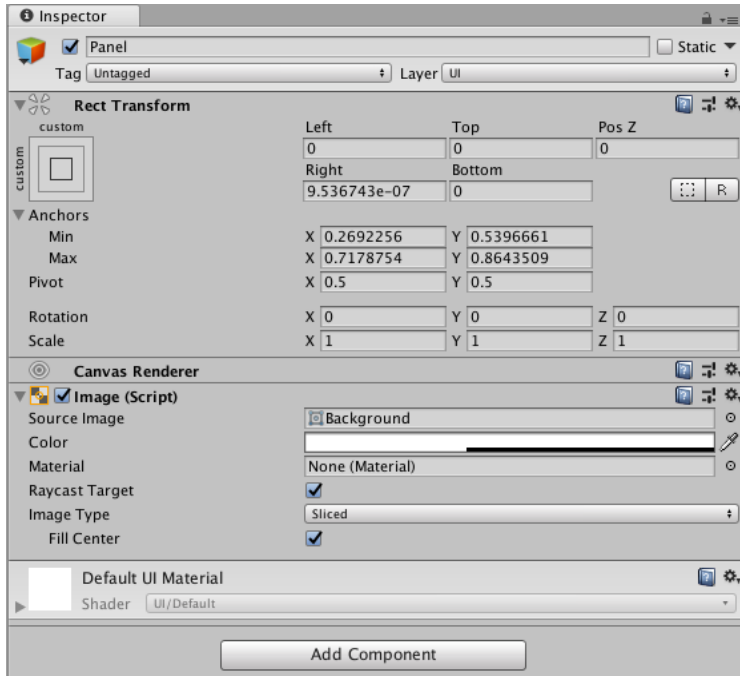 Inspector
Panel Static
Tag Untagged Layer UI
Rect Transform
custom Left Top Pos Z
custom
0 0 0
Right Bottom
9.536743e-07 0 R
Anchors
Min X 0.2692256 Y 0.5396661
Max X 0.7178754 Y 0.8643509
Pivot X 0.5 Y 0.5
Rotation X 0 Y 0 Z 0
Scale X 1 Y 1 Z 1
Canvas Renderer
Image (Script)
Source Image Background
Color
Material None (Material)
Raycast Target
Image Type Sliced
Fill Center
Default UI Material
Shader UI/Default
Add Component